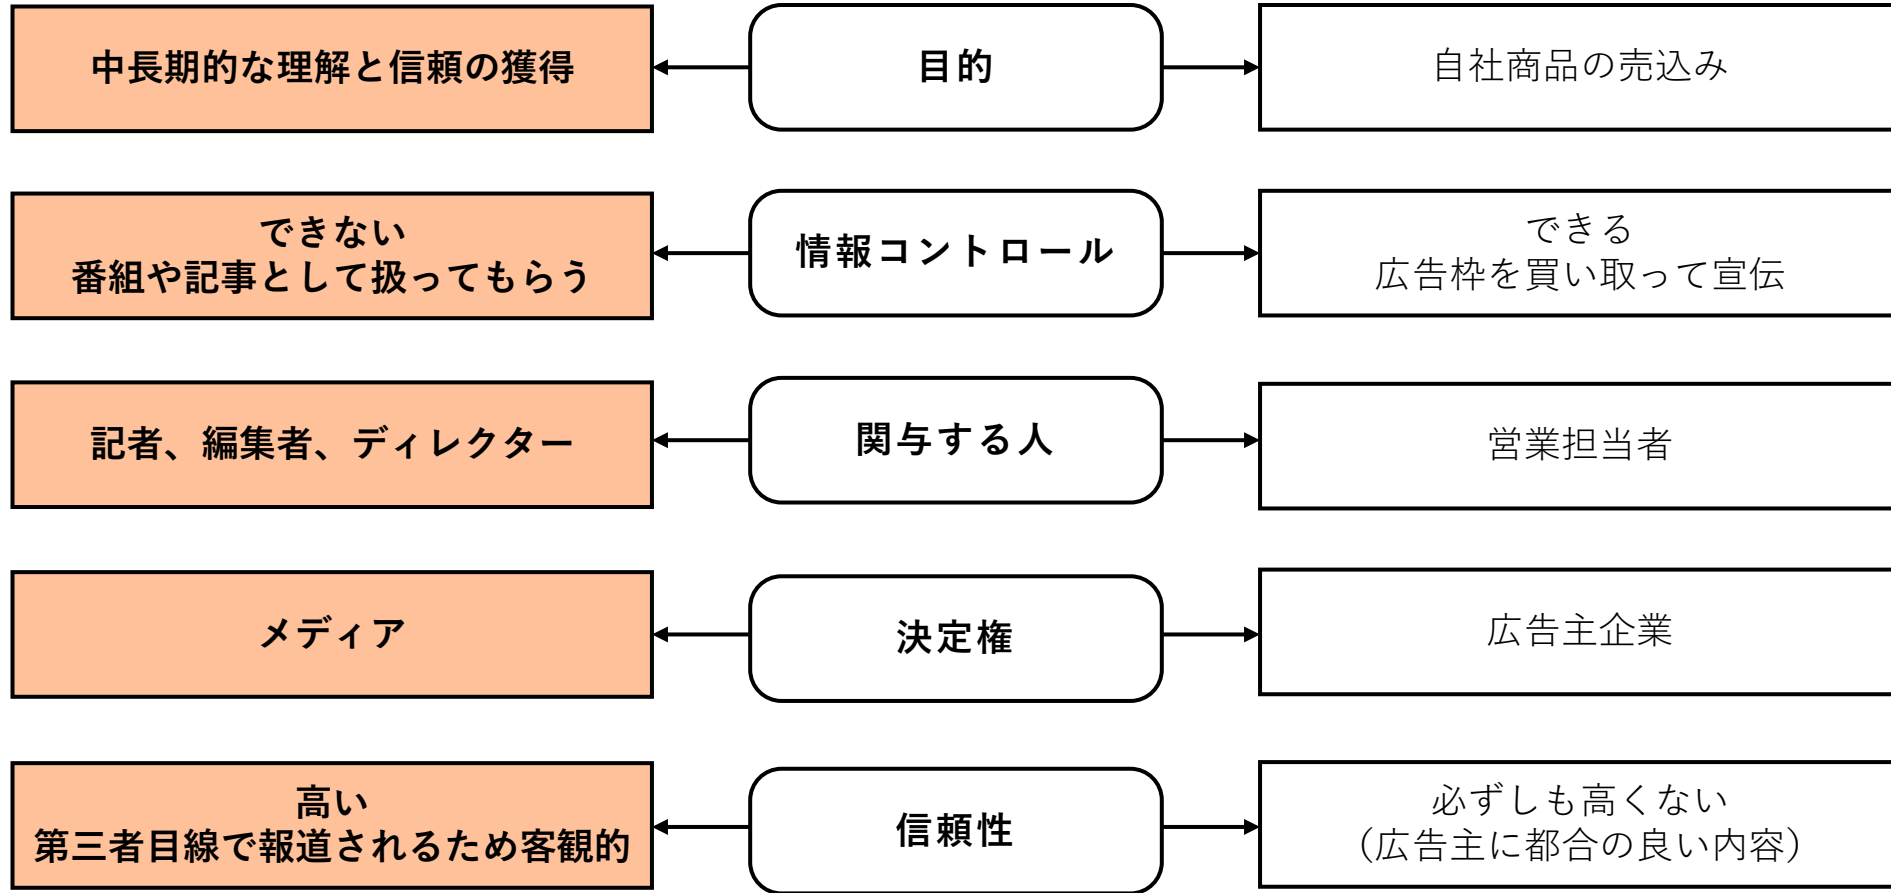 中長期的な理解と信頼の獲得
目的
自社商品の売込み
できない
番組や記事として扱ってもらう
情報コントロール
できる
広告枠を買い取って宣伝
記者、編集者、ディレクター
関与する人
営業担当者
メディア
決定権
広告主企業
高い
第三者目線で報道されるため客観的
信頼性
必ずしも高くない
(広告主に都合の良い内容)